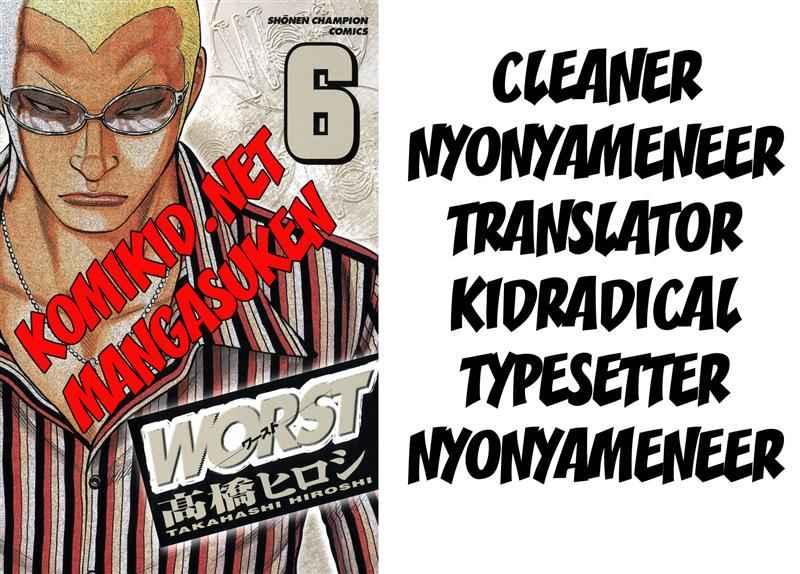 SHŌNEN CHAMPION
COMICS
6
KOMIKID .NET
MANGASUKEN
WORST
ワースト
髙橋ヒロシ
TAKAHASHI HIROSHI
CLEANER
NYONYAMENEER
TRANSLATOR
KIDRADICAL
TYPESETTER
NYONYAMENEER